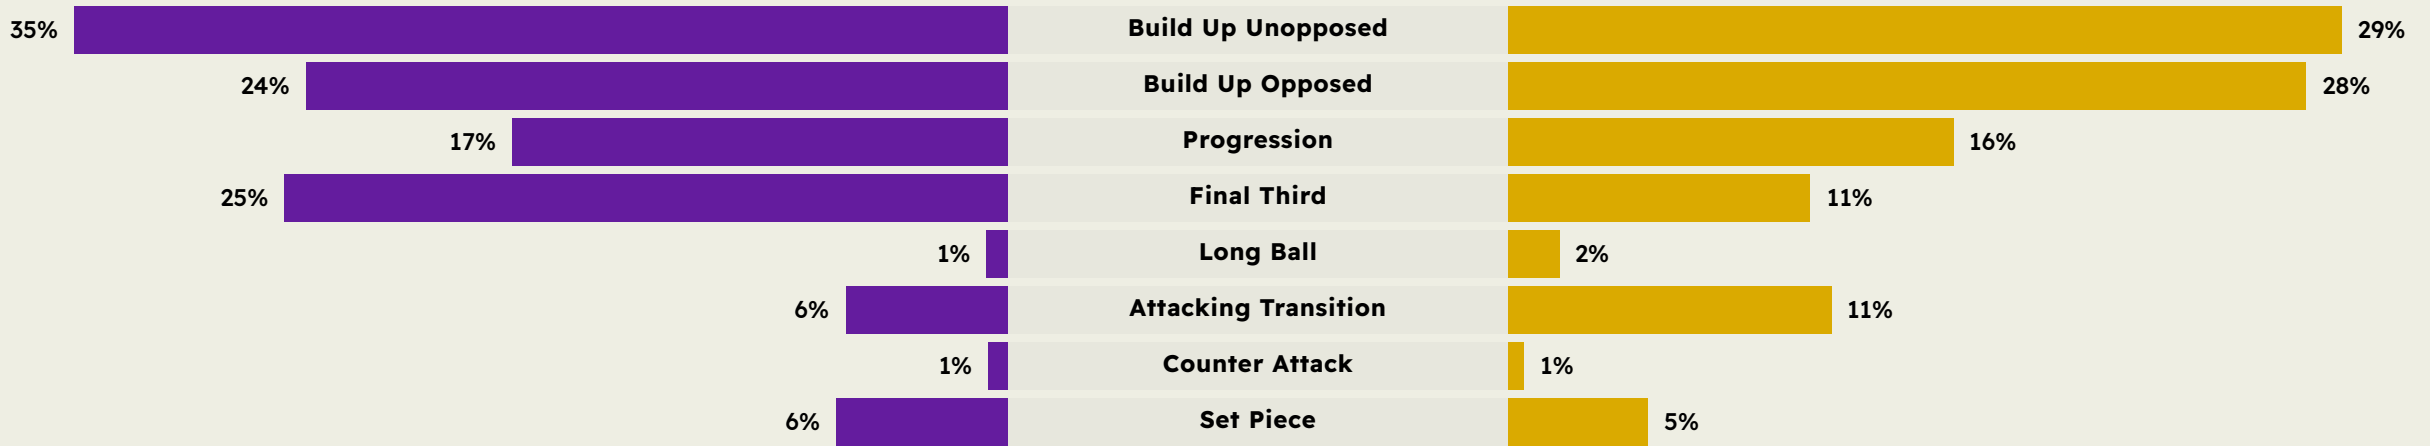 35% Build Up Unopposed 29%
24% Build Up Opposed 28%
17% Progression 16%
25% Final Third 11%
1% Long Ball 2%
6% Attacking Transition 11%
1% Counter Attack 1%
6% Set Piece 5%